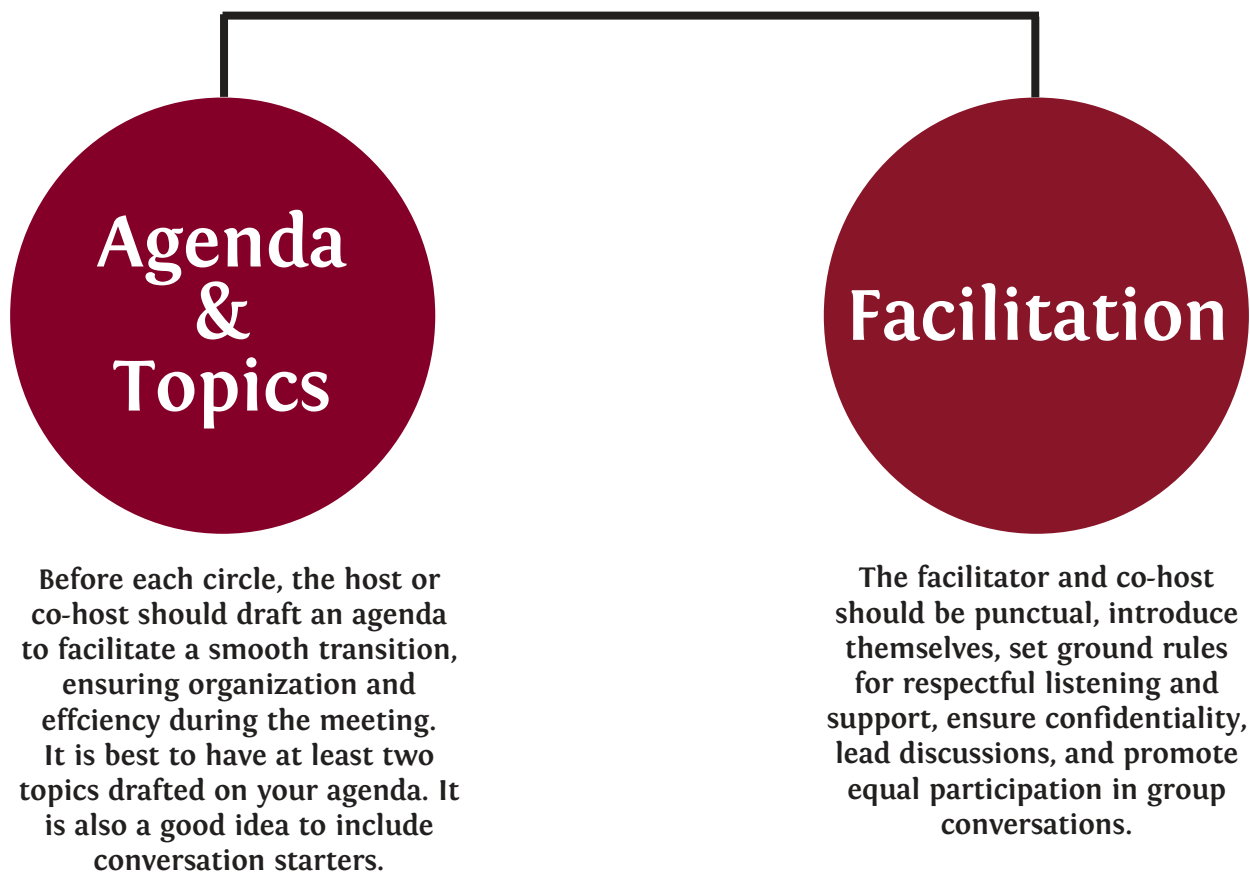 Agenda
&
Topics
Before each circle, the host or
co-host should draft an agenda
to facilitate a smooth transition,
ensuring organization and
effciency during the meeting.
It is best to have at least two
topics drafted on your agenda. It
is also a good idea to include
conversation starters.
Facilitation
The facilitator and co-host
should be punctual, introduce
themselves, set ground rules
for respectful listening and
support, ensure confidentiality,
lead discussions, and promote
equal participation in group
conversations.